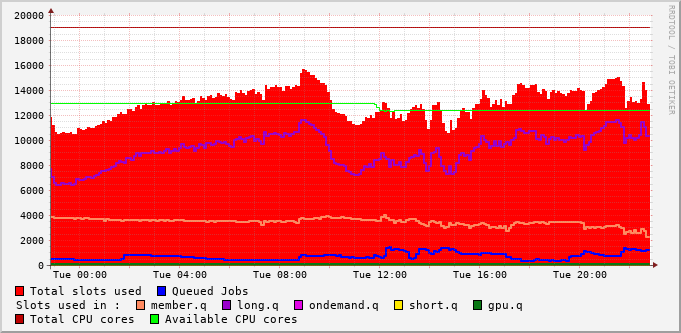 20000
18000
16000
14000
12000
10000
8000
6000
4000
2000
0
Tue 00:00 Tue 04:00 Tue 08:00 Tue 12:00 Tue 16:00 Tue 20:00
RRDTOOL / TOBI OETIKER
Total slots used Queued Jobs
Slots used in : member.q long.q ondemand.q short.q gpu.q
Total CPU cores Available CPU cores